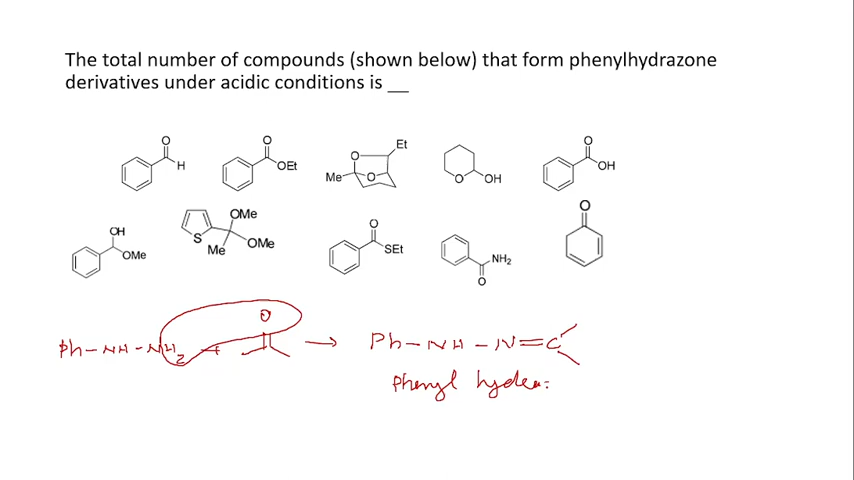 The total number of compounds (shown below) that form phenylhydrazone
derivatives under acidic conditions is __
O
H
O
OEt
O
Et
Me
O
O
OH
O
OH
OH
OMe
S
OMe
OMe
Me
O
SEt
NH₂
O
O
Ph-NH-NH₂ + O → Ph-NH-N=C
Phenyl